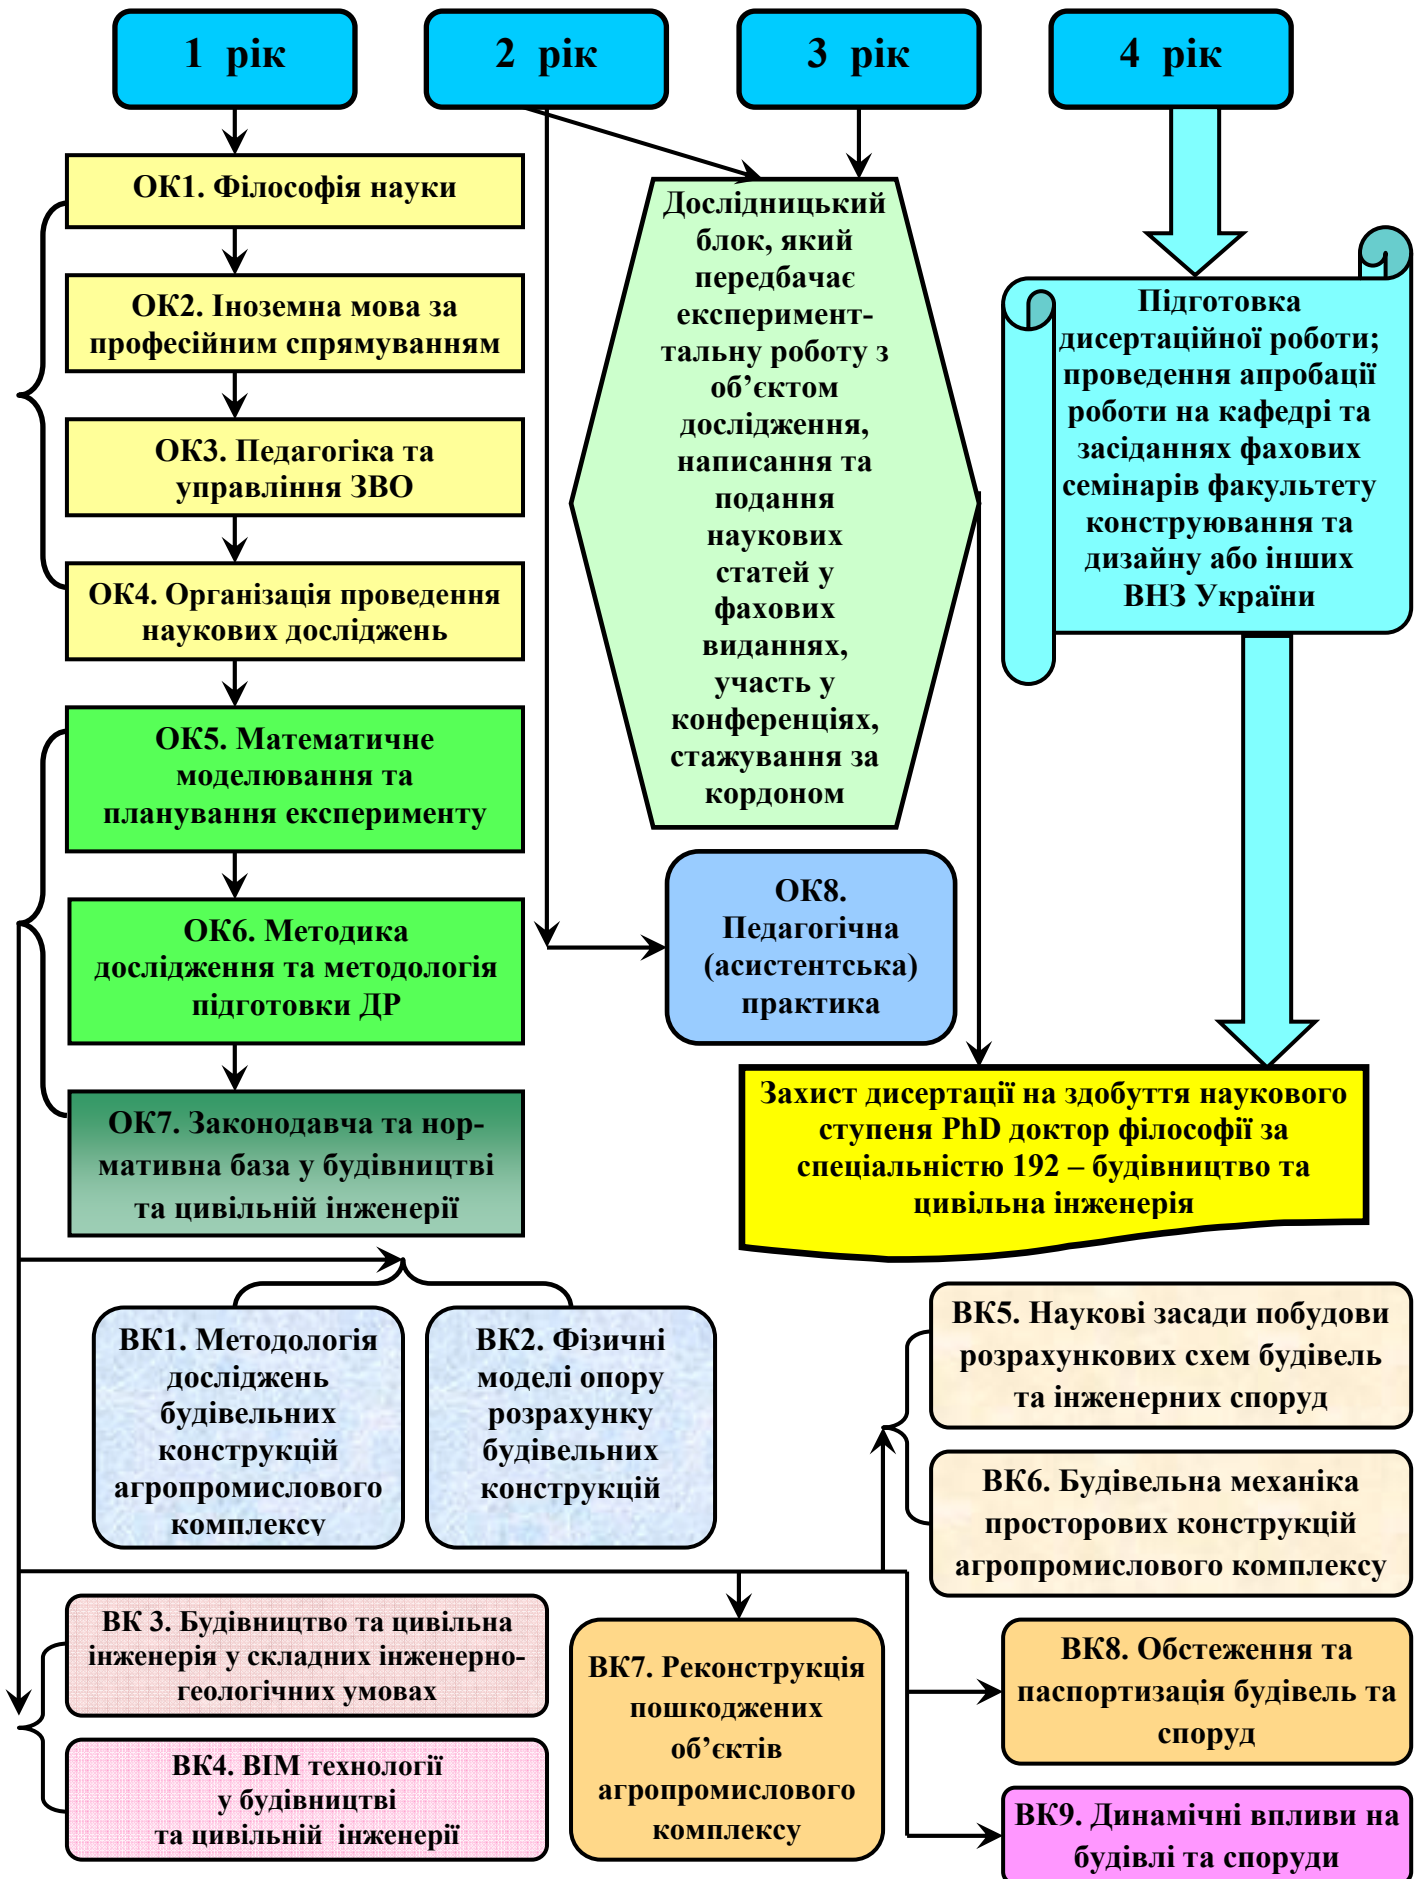 1 рік
2 рік
3 рік
4 рік
ОК1. Філософія науки
ОК2. Іноземна мова за
професійним спрямуванням
ОК3. Педагогіка та
управління ЗВО
ОК4. Організація проведення
наукових досліджень
ОК5. Математичне
моделювання та
планування експерименту
ОК6. Методика
дослідження та методологія
підготовки ДР
ОК7. Законодавча та нор-
мативна база у будівництві
та цивільній інженерії
Дослідницький
блок, який
передбачає
експеримент-
тальну роботу з
об’єктом
дослідження,
написання та
подання
наукових
статей у
фахових
виданнях,
участь у
конференціях,
стажування за
кордоном
Підготовка
дисертаційної роботи;
проведення апробації
роботи на кафедрі та
засіданнях фахових
семінарів факультету
конструювання та
дизайну або інших
ВНЗ України
ОК8.
Педагогічна
(асистентська)
практика
Захист дисертації на здобуття наукового
ступеня PhD доктор філософії за
спеціальністю 192 – будівництво та
цивільна інженерія
ВК1. Методологія
досліджень
будівельних
конструкцій
агропромислового
комплексу
ВК2. Фізичні
моделі опору
розрахунку
будівельних
конструкцій
ВК5. Наукові засади побудови
розрахункових схем будівель
та інженерних споруд
ВК6. Будівельна механіка
просторових конструкцій
агропромислового комплексу
ВК 3. Будівництво та цивільна
інженерія у складних інженерно-
геологічних умовах
ВК4. BIM технології
у будівництві
та цивільній інженерії
ВК7. Реконструкція
пошкоджених
об’єктів
агропромислового
комплексу
ВК8. Обстеження та
паспортизація будівель та
споруд
ВК9. Динамічні впливи на
будівлі та споруди